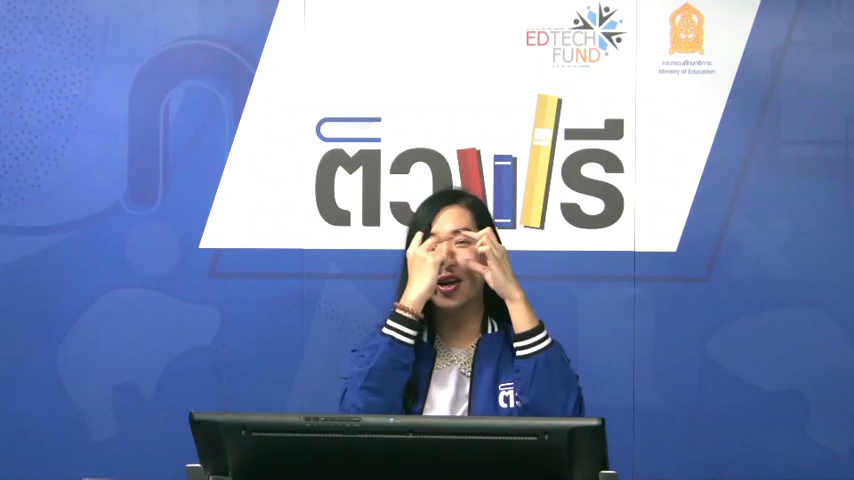 EDTECH
FUND
กระทรวงศึกษาธิการ
Ministry of Education
ติวฟรี
ติ